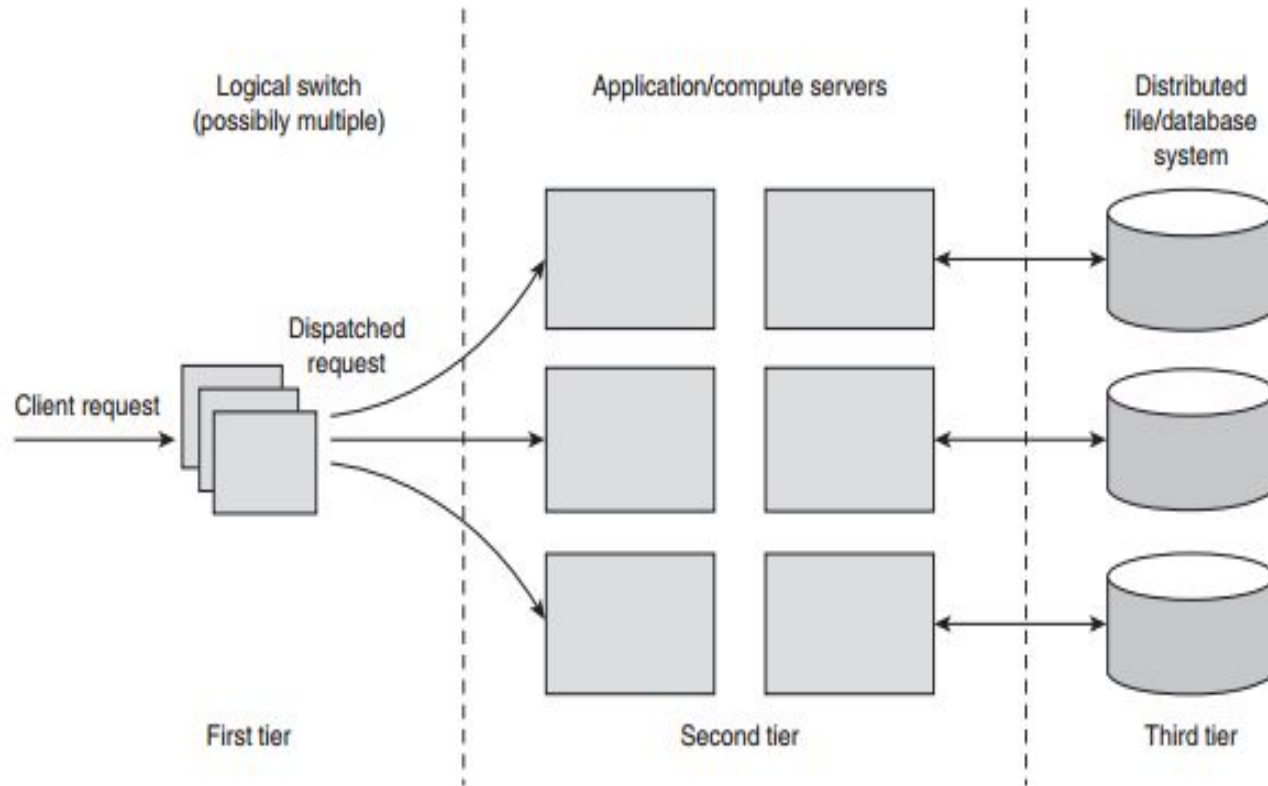 Logical switch
(possibily multiple)
Application/compute servers
Distributed
file/database
system
Dispatched
request
Client request
First tier
Second tier
Third tier